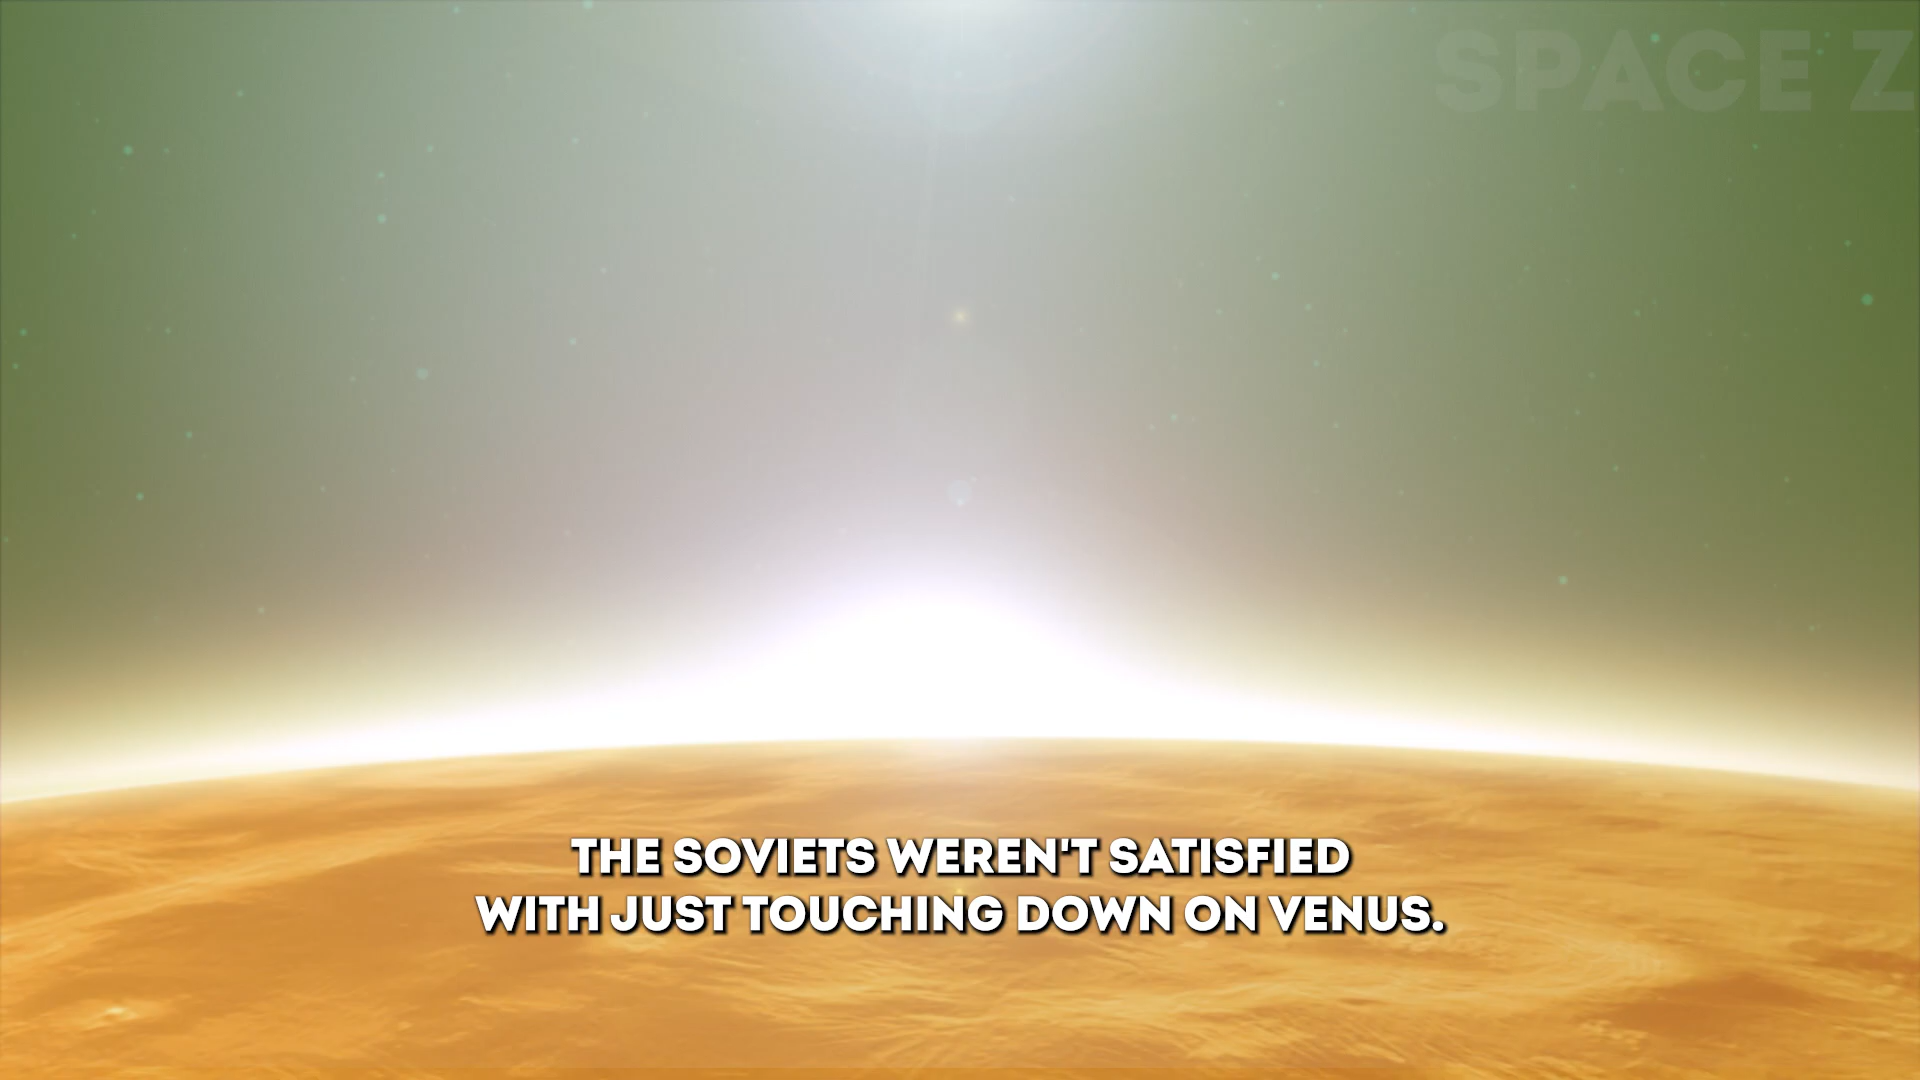 SPACE Z
THE SOVIETS WEREN'T SATISFIED
WITH JUST TOUCHING DOWN ON VENUS.